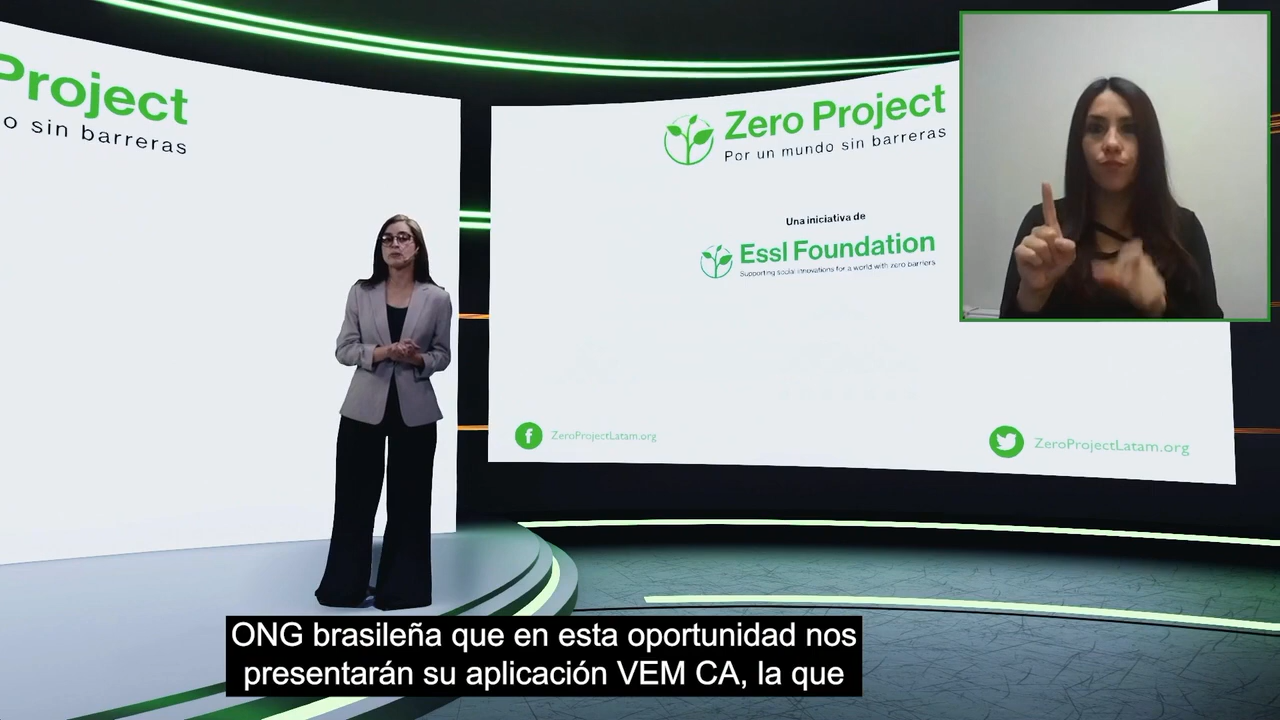 Project
o sin barreras
Zero Project
Por un mundo sin barreras
Una iniciativa de
Essl Foundation
Supporting social innovations for a world with zero barriers
f
ZeroProjectLatam.org
ZeroProjectLatam.org
ONG brasileña que en esta oportunidad nos
presentarán su aplicación VEM CA, la que